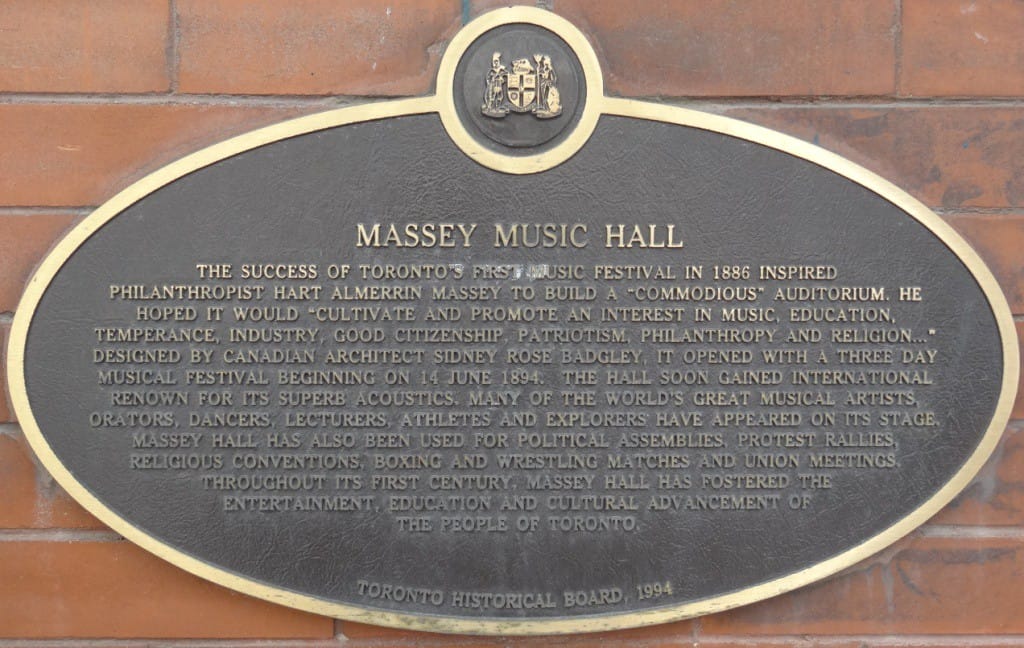 MASSEY MUSIC HALL
THE SUCCESS OF TORONTO'S FIRST MUSIC FESTIVAL IN 1886 INSPIRED
PHILANTHROPIST HART ALMERRIN MASSEY TO BUILD A "COMMODIOUS" AUDITORIUM. HE
HOPED IT WOULD "CULTIVATE AND PROMOTE AN INTEREST IN MUSIC, EDUCATION,
TEMPERANCE, INDUSTRY, GOOD CITIZENSHIP, PATRIOTISM, PHILANTHROPY AND RELIGION..."
DESIGNED BY CANADIAN ARCHITECT SIDNEY ROSE BADGLEY, IT OPENED WITH A THREE DAY
MUSICAL FESTIVAL BEGINNING ON 14 JUNE 1894. THE HALL SOON GAINED INTERNATIONAL
RENOWN FOR ITS SUPERB ACOUSTICS. MANY OF THE WORLD'S GREAT MUSICAL ARTISTS,
ORATORS, DANCERS, LECTURERS, ATHLETES AND EXPLORERS HAVE APPEARED ON ITS STAGE.
MASSEY HALL HAS ALSO BEEN USED FOR POLITICAL ASSEMBLIES, PROTEST RALLIES,
RELIGIOUS CONVENTIONS, BOXING AND WRESTLING MATCHES AND UNION MEETINGS.
THROUGHOUT ITS FIRST CENTURY, MASSEY HALL HAS FOSTERED THE
ENTERTAINMENT, EDUCATION AND CULTURAL ADVANCEMENT OF
THE PEOPLE OF TORONTO.
TORONTO HISTORICAL BOARD, 1994